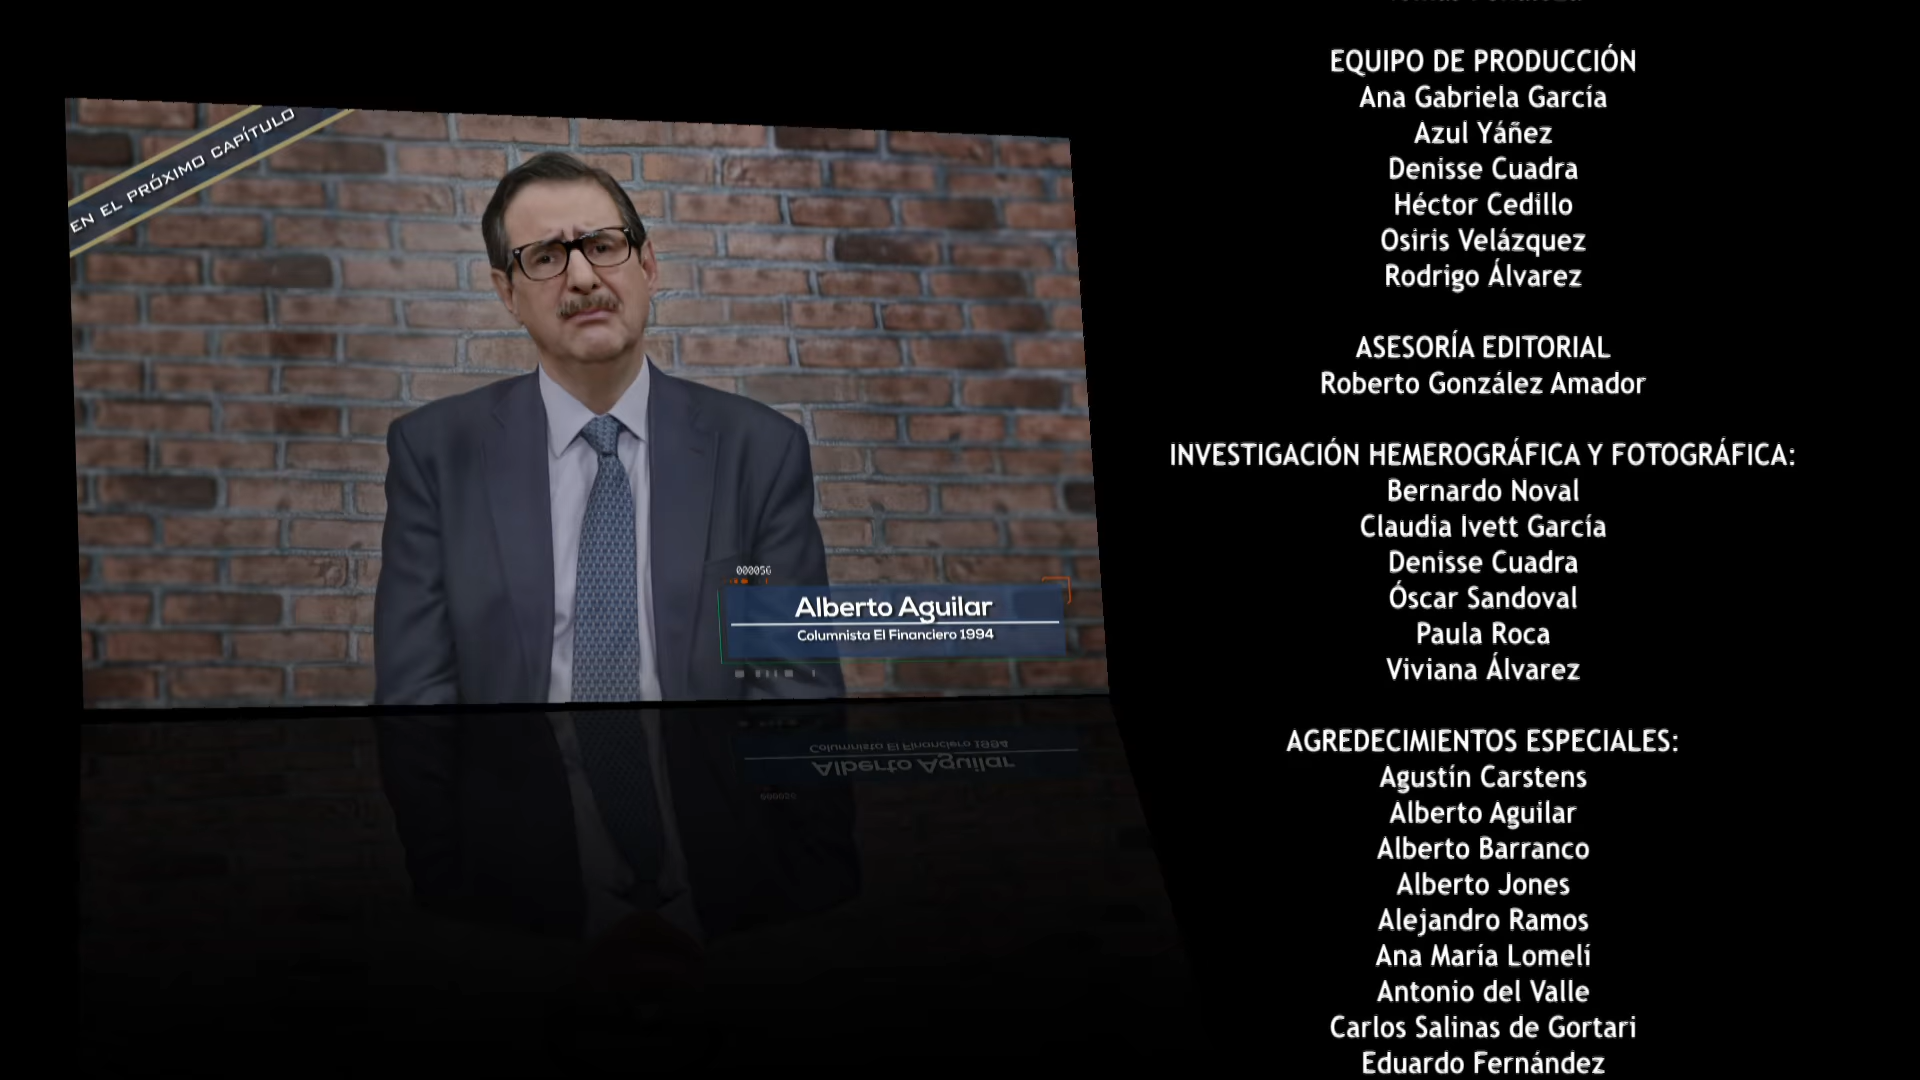 EN EL PRÓXIMO CAPÍTULO
000056
Alberto Aguilar
Columnista El Financiero 1994
EQUIPO DE PRODUCCIÓN
Ana Gabriela García
Azul Yáñez
Denisse Cuadra
Héctor Cedillo
Osiris Velázquez
Rodrigo Álvarez
ASESORÍA EDITORIAL
Roberto González Amador
INVESTIGACIÓN HEMEROGRÁFICA Y FOTOGRÁFICA:
Bernardo Noval
Claudia Ivett García
Denisse Cuadra
Óscar Sandoval
Paula Roca
Viviana Álvarez
AGREDECIMIENTOS ESPECIALES:
Agustín Carstens
Alberto Aguilar
Alberto Barranco
Alberto Jones
Alejandro Ramos
Ana María Lomelí
Antonio del Valle
Carlos Salinas de Gortari
Eduardo Fernández